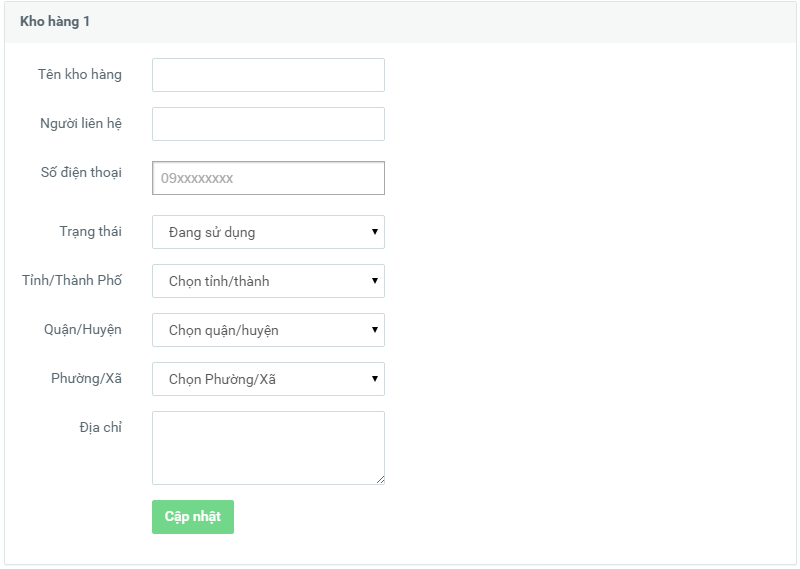 Kho hàng 1
Tên kho hàng
Người liên hệ
Số điện thoại 09xxxxxxxx
Trạng thái Đang sử dụng
Tỉnh/Thành Phố Chọn tỉnh/thành
Quận/Huyện Chọn quận/huyện
Phường/Xã Chọn Phường/Xã
Địa chỉ
Cập nhật